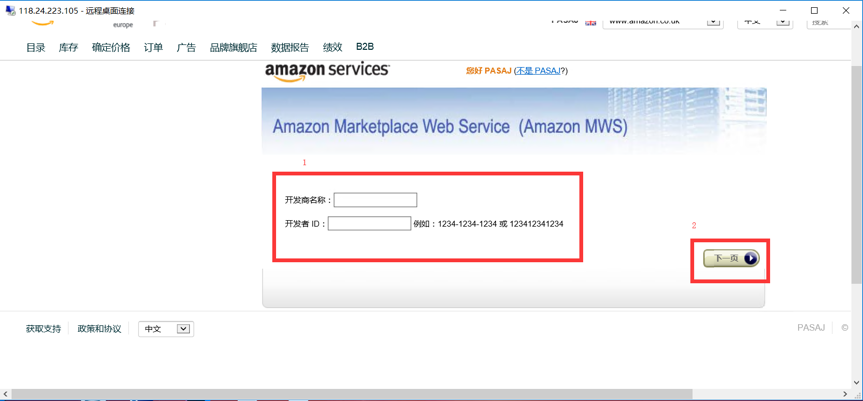 118.24.223.105 - 远程桌面连接
europe
www.amazon.co.uk
中文
搜索
目录 库存 确定价格 订单 广告 品牌旗舰店 数据报告 绩效 B2B
amazon services
您好 PASAJ (不是 PASAJ?)
Amazon Marketplace Web Service (Amazon MWS)
1
开发商名称：
开发者 ID： 例如：1234-1234-1234 或 123412341234
2
下一页
获取支持 政策和协议 中文
PASAJ ©